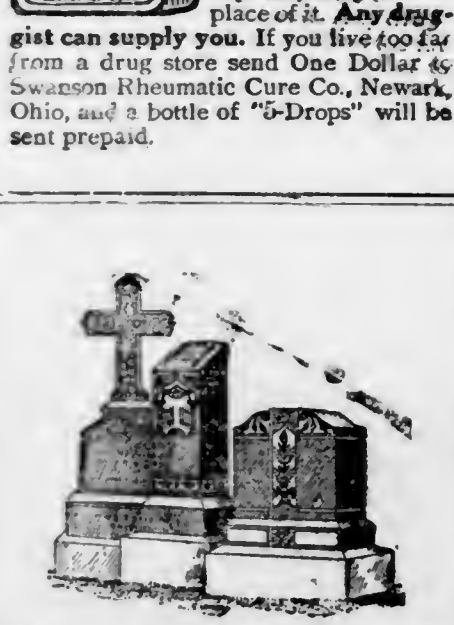 place of it. Any drug-
gist can supply you. If you live too far
from a drug store send One Dollar to
Swanson Rheumatic Cure Co., Newark,
Ohio, and a bottle of "5-Drops" will be
sent prepaid.